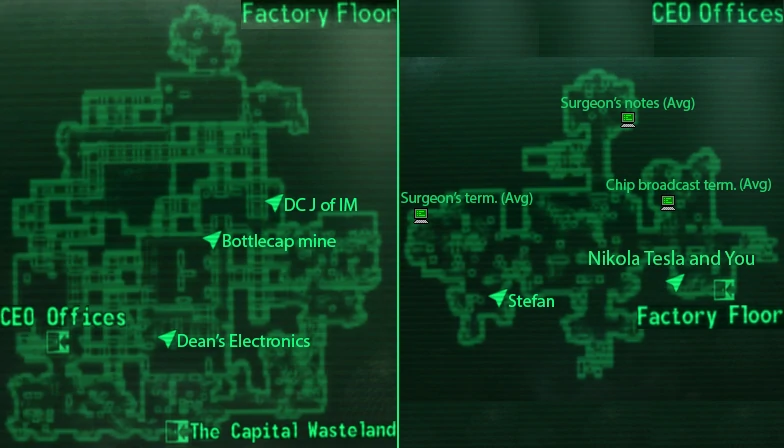 Factory Floor
DC J of IM
Bottlecap mine
CEO Offices
Dean's Electronics
The Capital Wasteland
CEO Offices
Surgeon's notes (Avg)
Chip broadcast term. (Avg)
Surgeon's term. (Avg)
Nikola Tesla and You
Stefan
Factory Floor